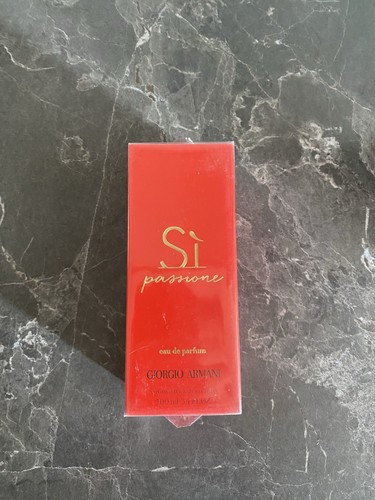 Sì
passione
eau de parfum
GIORGIO ARMANI